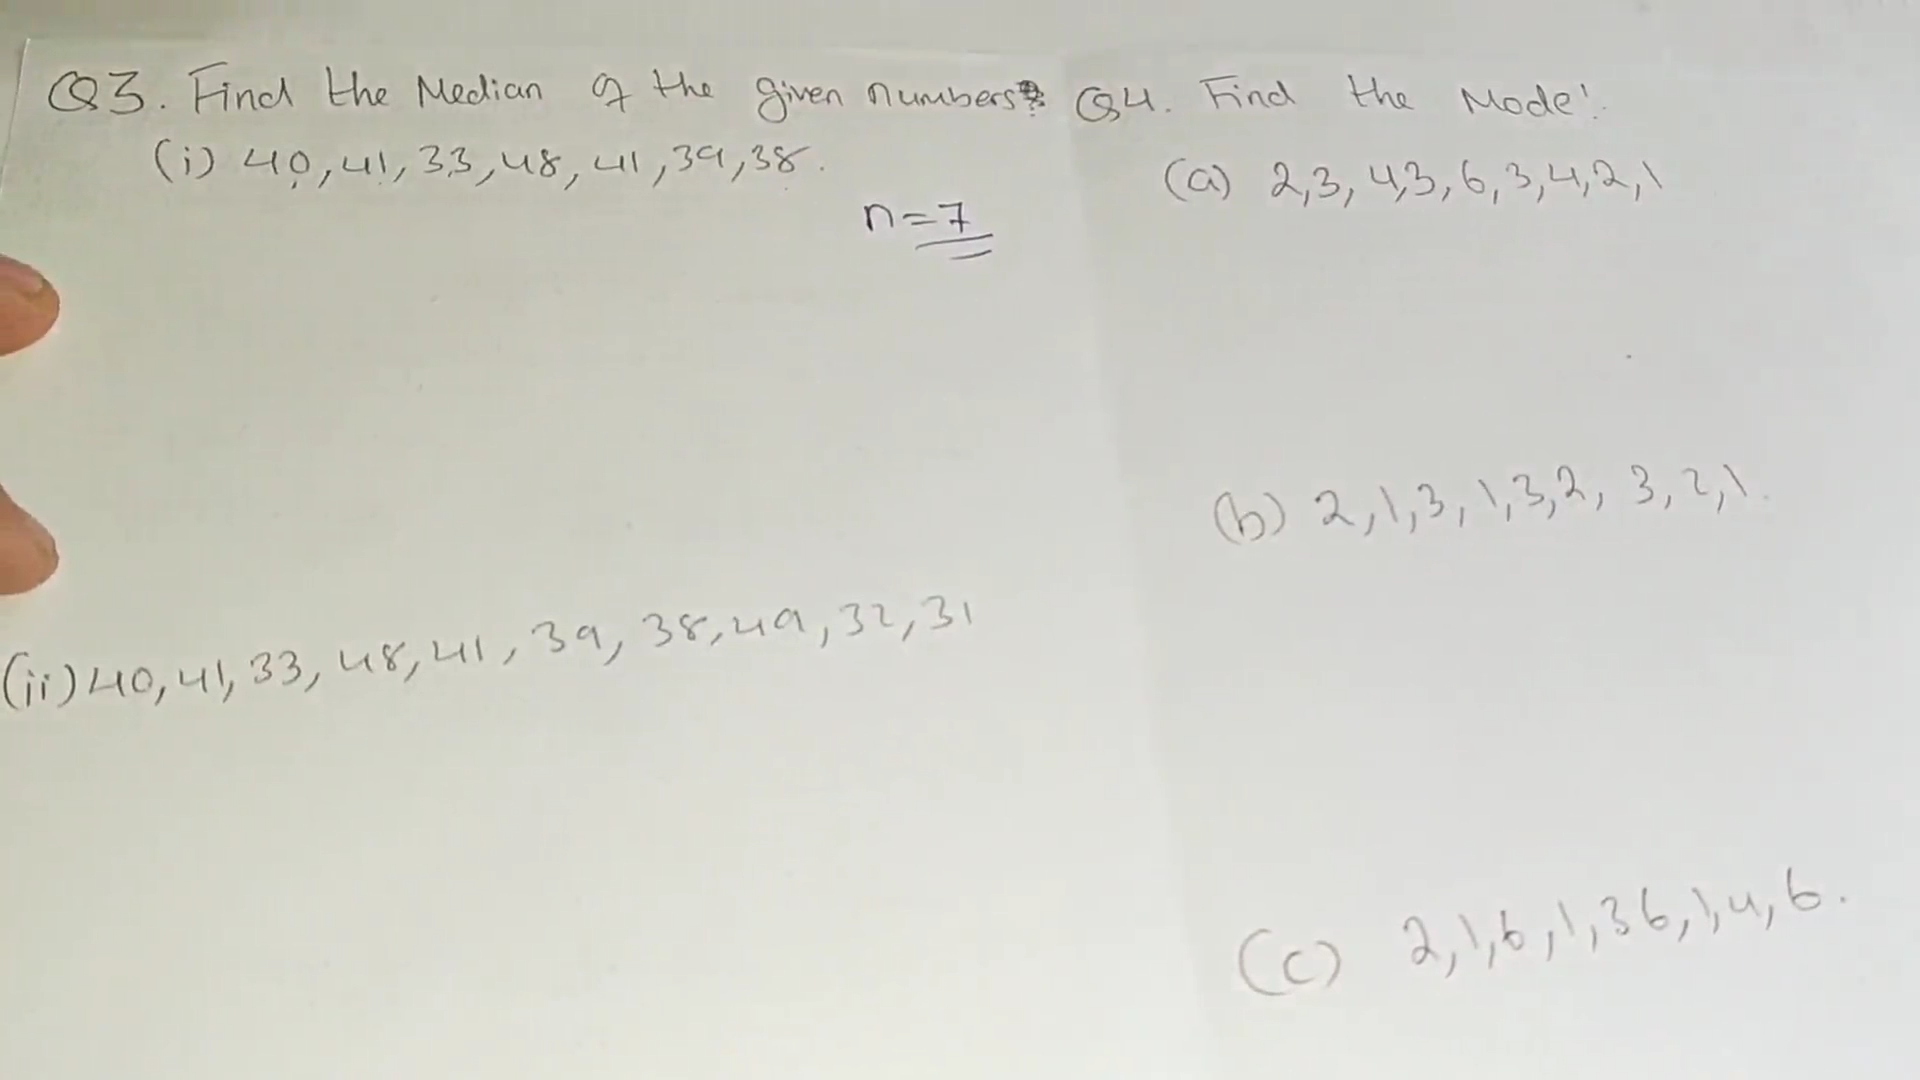 Q3. Find the Median of the given numbers?
(i) 40, 41, 33, 48, 41, 39, 38.
n=7
(ii) 40, 41, 33, 48, 41, 39, 38, 49, 32, 31
Q4. Find the Mode!
(a) 2,3, 4,3, 6, 3, 4, 2, 1
(b) 2, 1, 3, 1, 3, 2, 3, 2, 1.
(c) 2, 1, 6, 1, 3 6, 1, 4, 6.